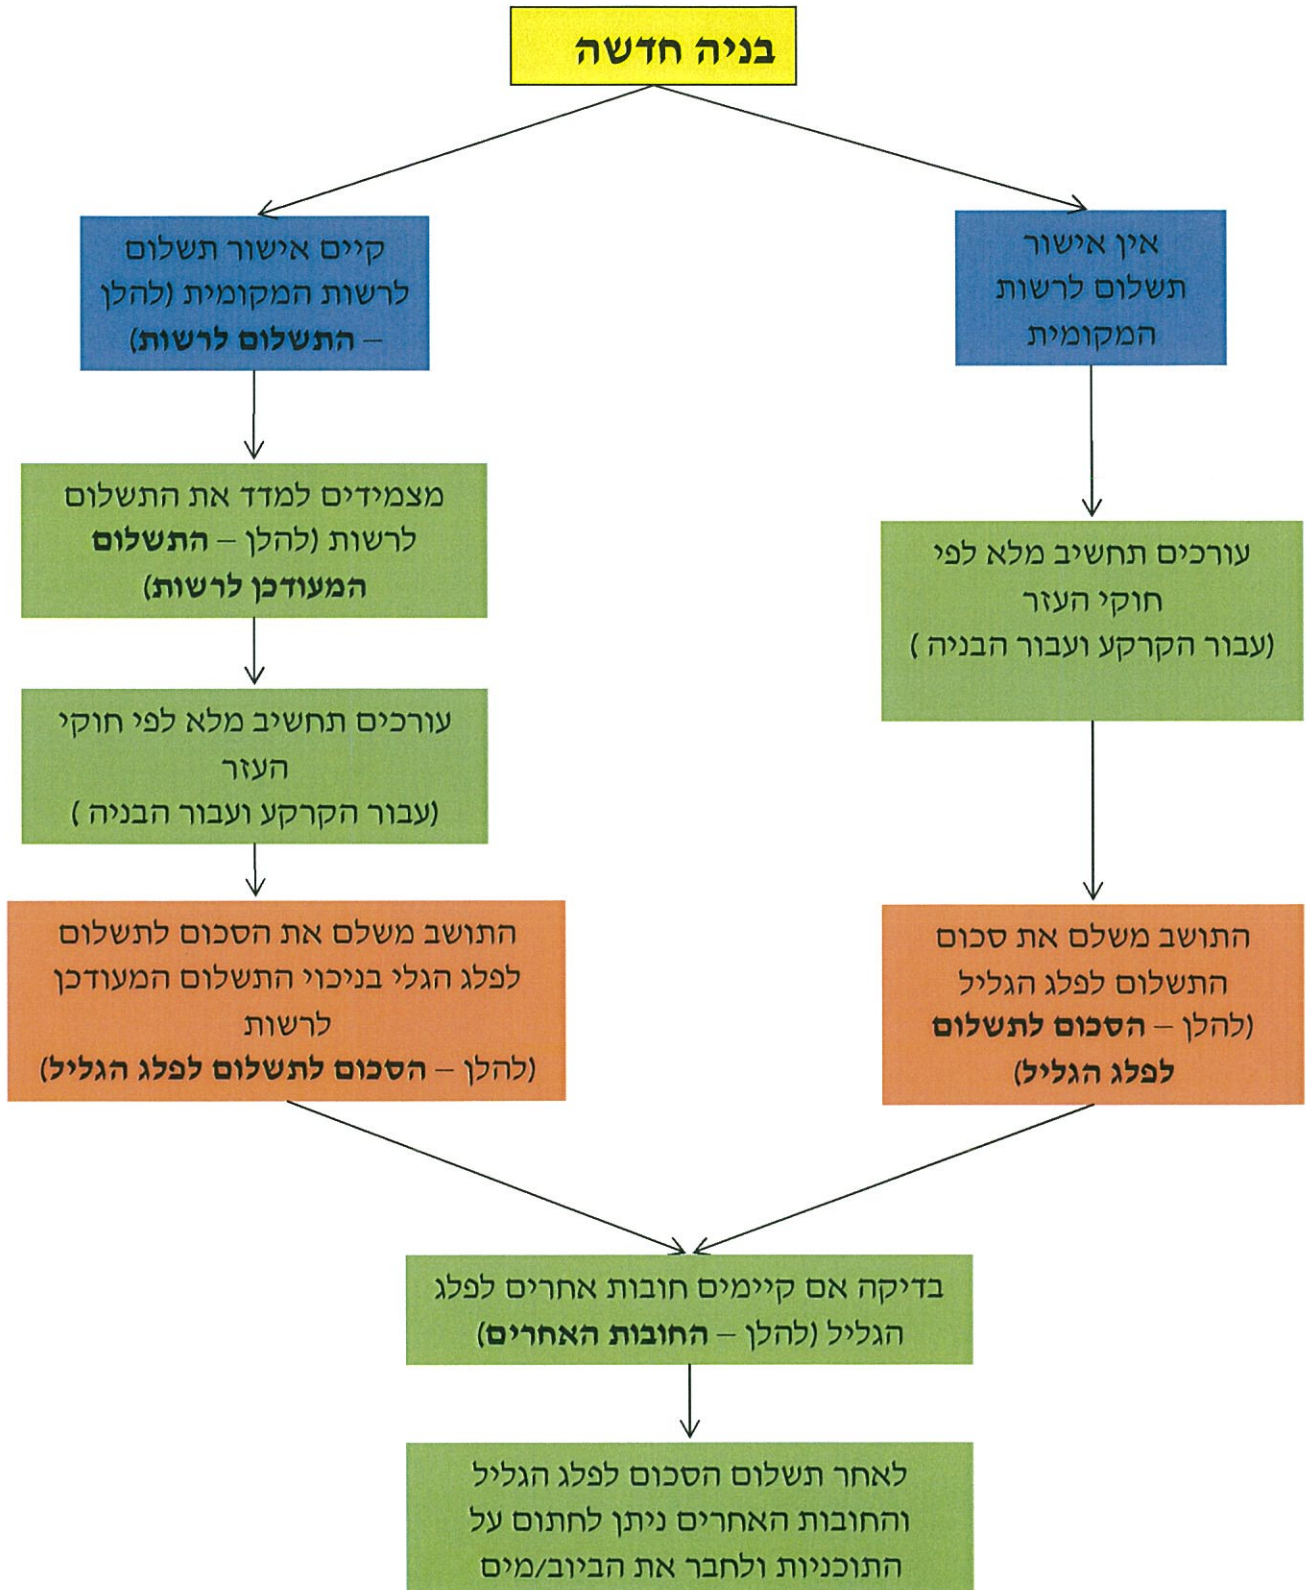 בניה חדשה
אין אישור
תשלום לרשות
המקומית
עורכים תחשיב מלא לפי
חוקי העזר
(עבור הקרקע ועבור הבניה )
התושב משלם את סכום
התשלום לפלג הגליל
(להלן – הסכום לתשלום
לפלג הגליל)
קיים אישור תשלום
לרשות המקומית (להלן
– התשלום לרשות)
מצמידים למדד את התשלום
לרשות (להלן – התשלום
המעודכן לרשות)
עורכים תחשיב מלא לפי חוקי
העזר
(עבור הקרקע ועבור הבניה )
התושב משלם את הסכום לתשלום
לפלג הגלי בניכוי התשלום המעודכן
לרשות
(להלן – הסכום לתשלום לפלג הגליל)
בדיקה אם קיימים חובות אחרים לפלג
הגליל (להלן – החובות האחרים)
לאחר תשלום הסכום לפלג הגליל
והחובות האחרים ניתן לחתום על
התוכניות ולחבר את הביוב/מים